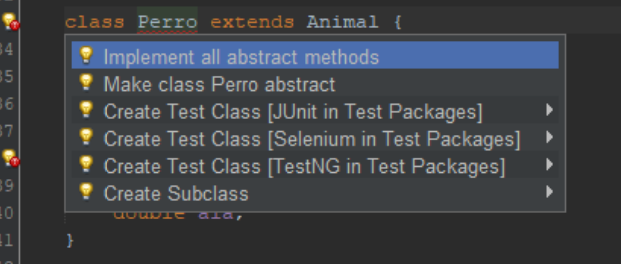 class Perro extends Animal {
Implement all abstract methods
34
Make class Perro abstract
35
Create Test Class [JUnit in Test Packages]
36
Create Test Class [Selenium in Test Packages]
37
Create Test Class [TestNG in Test Packages]
Create Subclass
39
40 double ala;
41 }